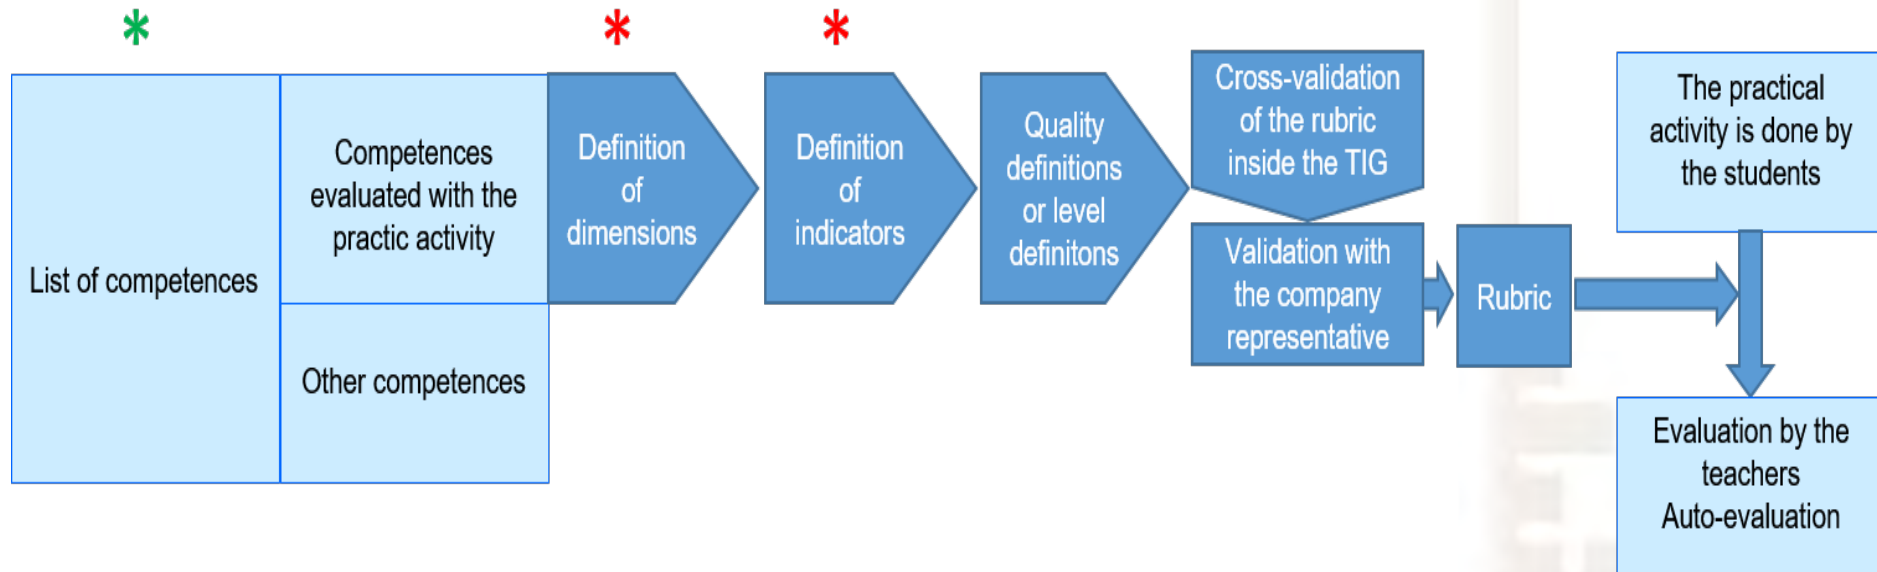 *
*
*
List of competences
Competences
evaluated with the
practic activity
Other competences
Definition
of
dimensions
Definition
of
indicators
Quality
definitions
or level
definitons
Cross-validation
of the rubric
inside the TIG
Validation with
the company
representative
Rubric
The practical
activity is done by
the students
Evaluation by the
teachers
Auto-evaluation